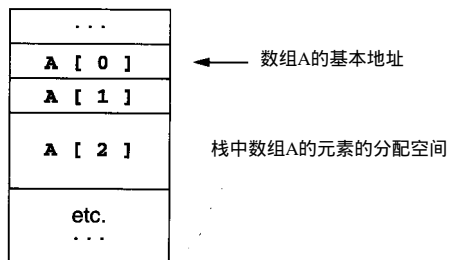 ...
A [ 0 ]
数组A的基本地址
A [ 1 ]
A [ 2 ]
栈中数组A的元素的分配空间
etc.
...